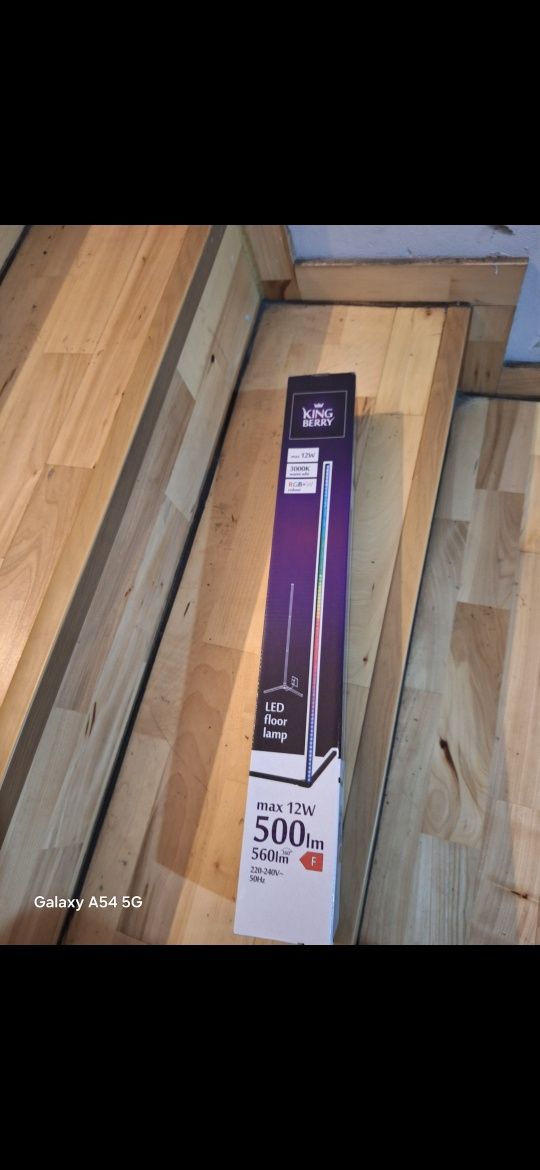 KING
BERRY
max 12W
3000K
RGB+W
LED
floor
lamp
max 12W
500lm
560lm 360°
F
220-240V~
50Hz
Galaxy A54 5G